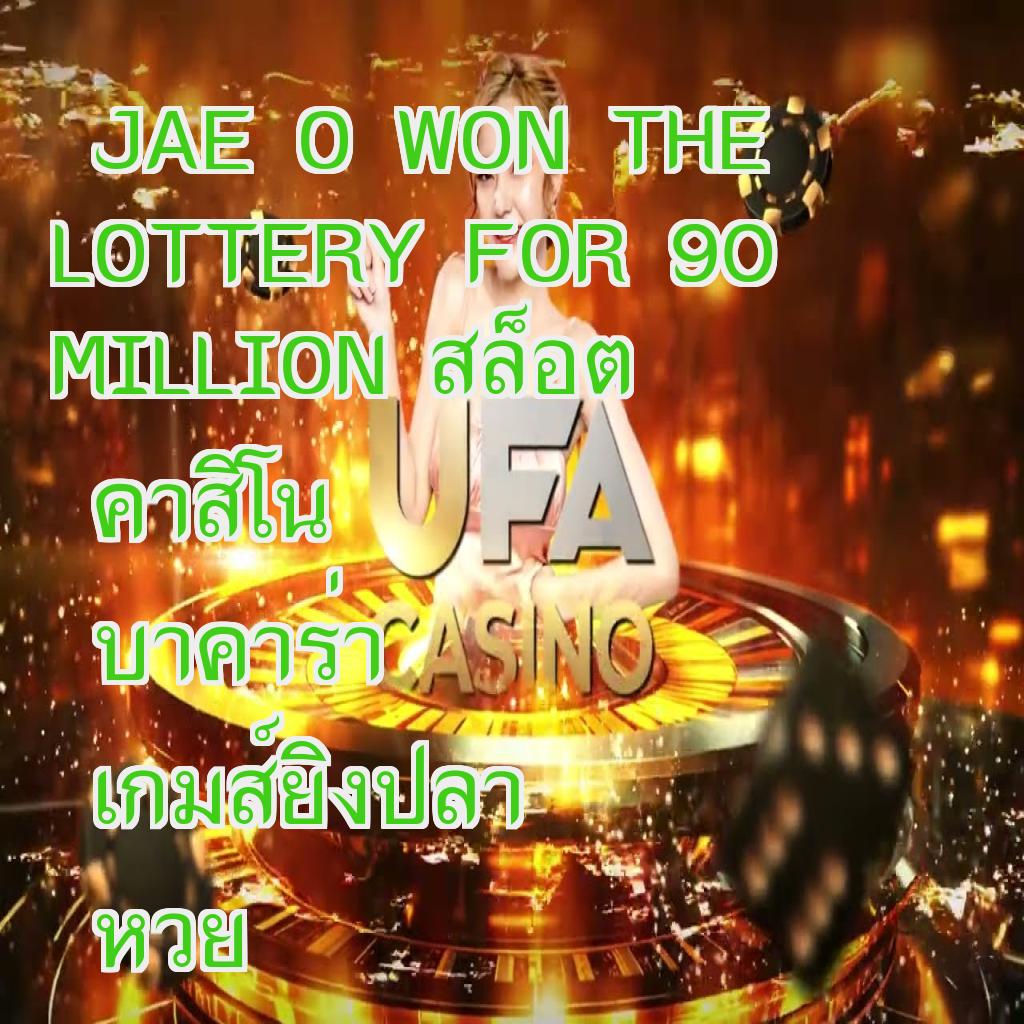 JAE O WON THE
LOTTERY FOR 90
MILLION สล็อต
คาสิโน
UFA
CASINO
บาคาร่า
เกมส์ยิงปลา
หวย